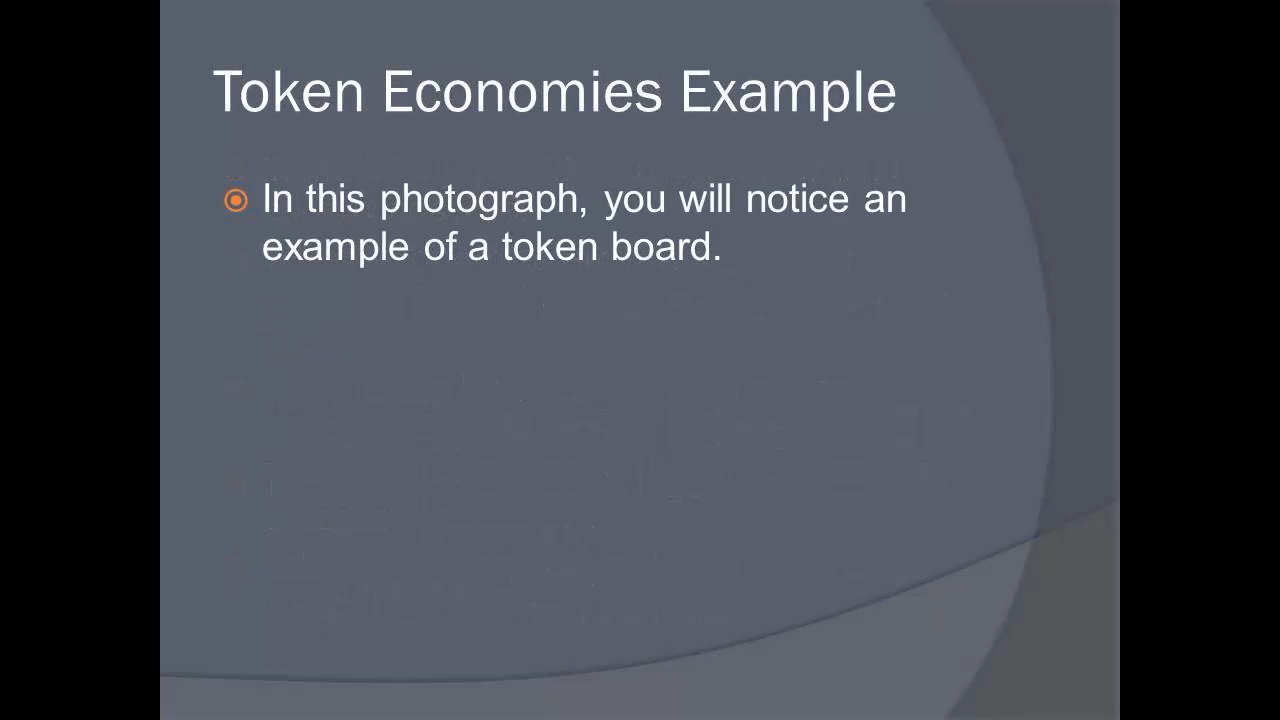 Token Economies Example
In this photograph, you will notice an
example of a token board.